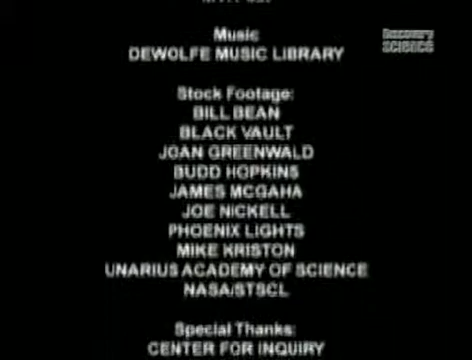 Music
DEWOLFE MUSIC LIBRARY
Discovery
SCIENCE
Stock Footage:
BILL BEAN
BLACK VAULT
JOAN GREENWALD
BUDD HOPKINS
JAMES MCGAHA
JOE NICKELL
PHOENIX LIGHTS
MIKE KRISTON
UNARIUS ACADEMY OF SCIENCE
NASA/STSCL
Special Thanks:
CENTER FOR INQUIRY